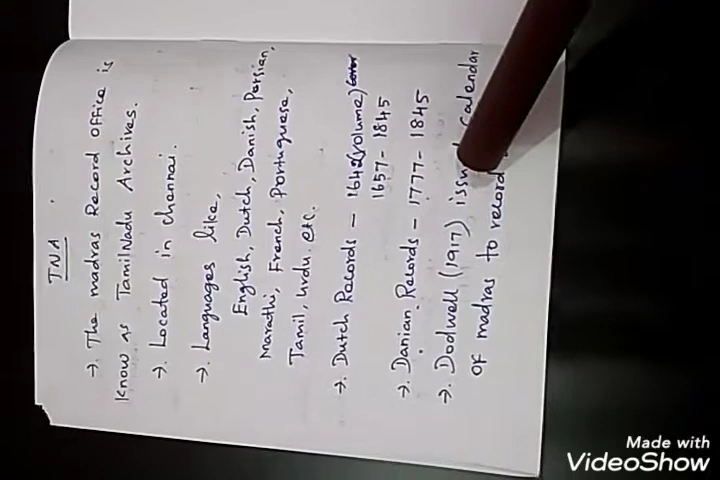 TNA
→ The madras Record office is
know as TamilNadu Archives.
→ Located in chennai.
→ Languages like,
English, Dutch, Danish, Persian,
Marathi, French, Portuguese,
Tamil, urdu. etc.
→. Dutch Records - 1642(volume)
1657-1845
→. Danian. Records - 1777-1845
→. Dodwell (1917) calendar
of madras to record
Made with
VideoShow